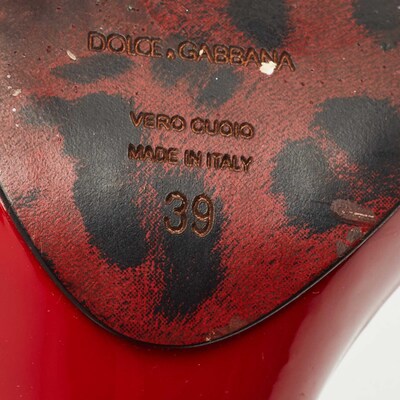 DOLCE & GABBANA
VERO CUOIO
MADE IN ITALY
39